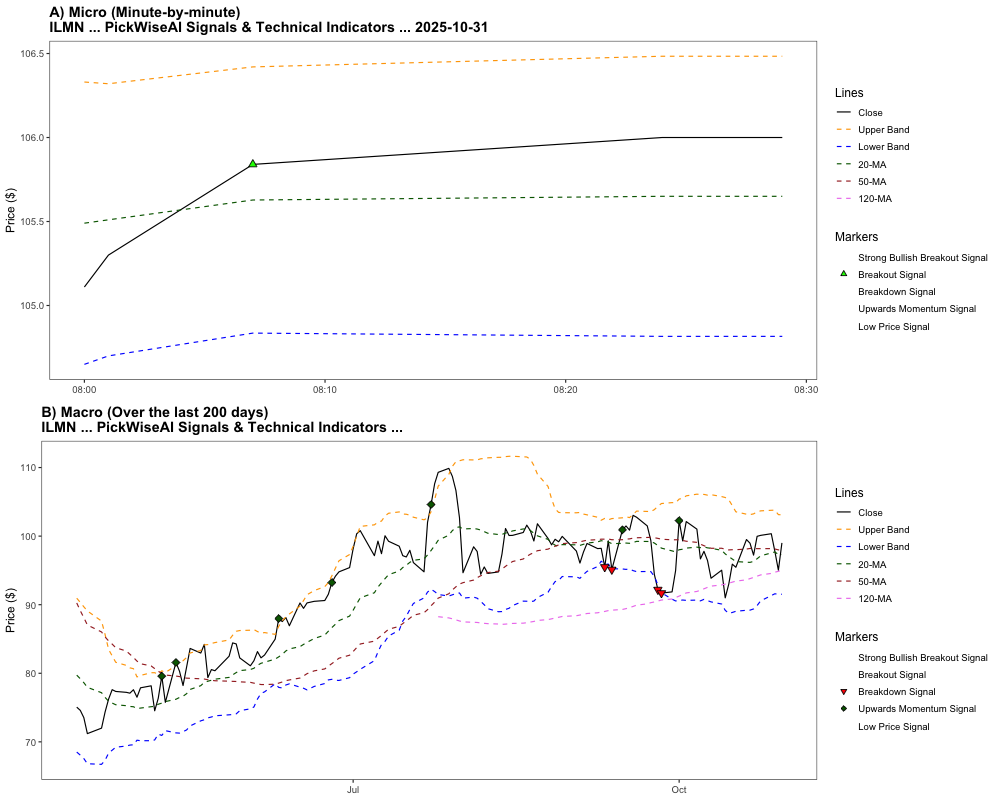 A) Micro (Minute-by-minute)
ILMN ... PickWiseAI Signals & Technical Indicators ... 2025-10-31
106.5
106.0
105.5
105.0
Price ($)
08:00
08:10
08:20
08:30
Lines
Close
Upper Band
Lower Band
20-MA
50-MA
120-MA
Markers
Strong Bullish Breakout Signal
Breakout Signal
Breakdown Signal
Upwards Momentum Signal
Low Price Signal
B) Macro (Over the last 200 days)
ILMN ... PickWiseAI Signals & Technical Indicators ...
110
100
90
80
70
Price ($)
Jul
Oct
Lines
Close
Upper Band
Lower Band
20-MA
50-MA
120-MA
Markers
Strong Bullish Breakout Signal
Breakout Signal
Breakdown Signal
Upwards Momentum Signal
Low Price Signal